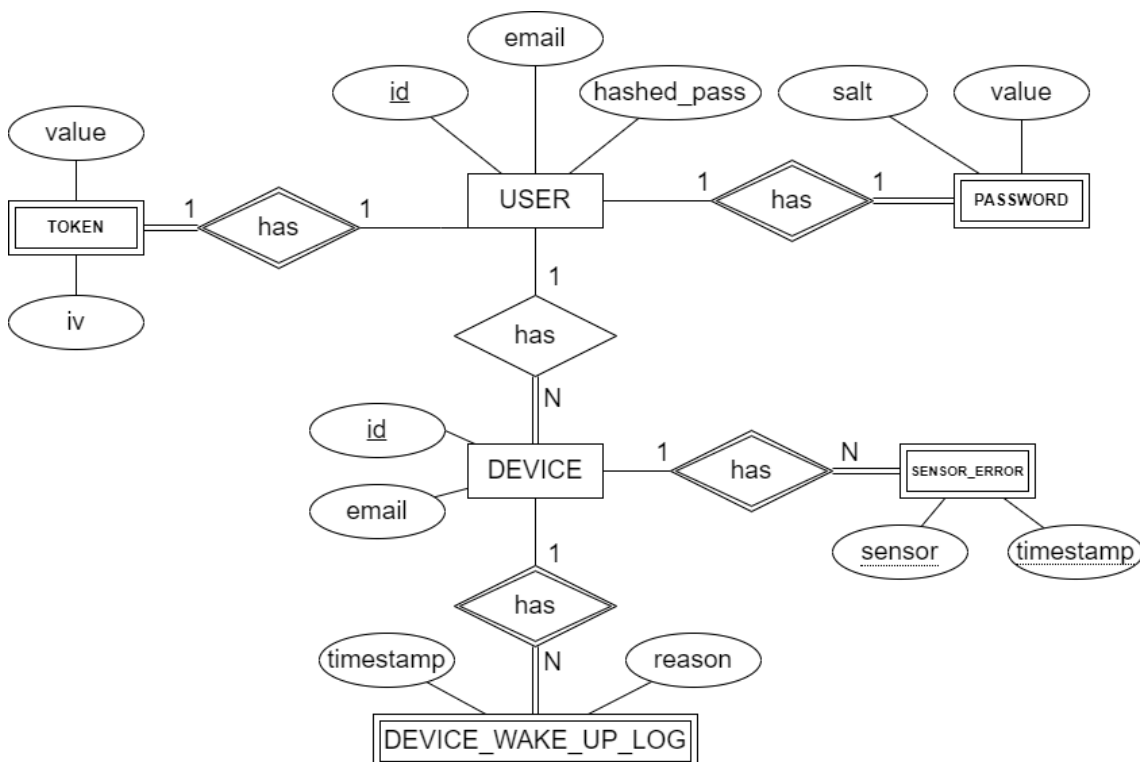 email
id
hashed_pass
salt
value
value
TOKEN
1
has
1
USER
1
has
1
PASSWORD
iv
1
has
N
id
email
DEVICE
1
has
N
SENSOR_ERROR
sensor
timestamp
1
has
N
timestamp
reason
DEVICE_WAKE_UP_LOG